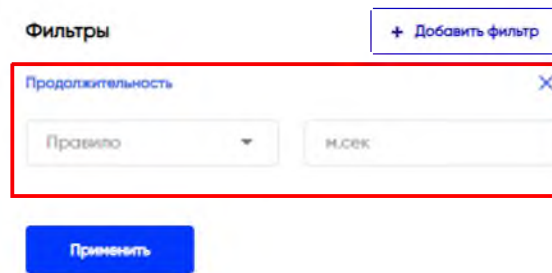 Фильтры
+ Добавить фильтр
Продолжительность
Правило
м.сек
Применить